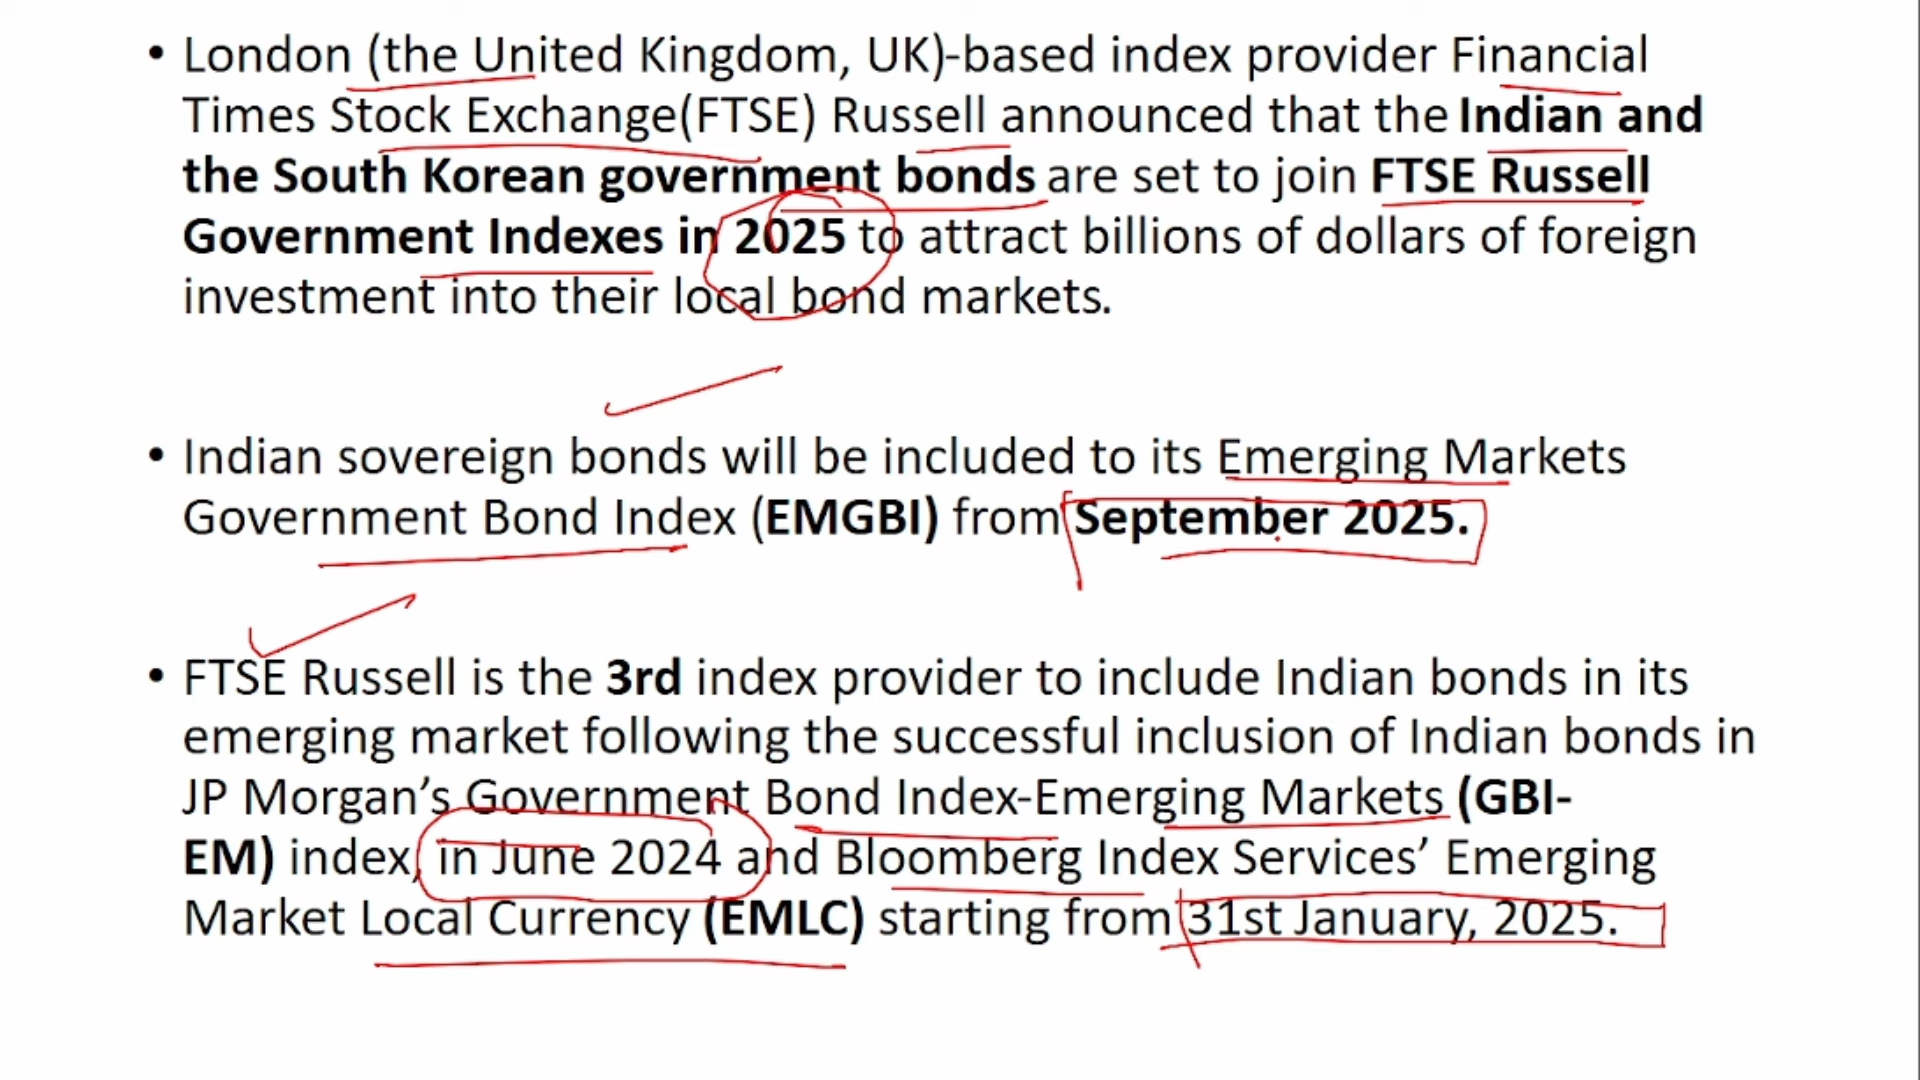 • London (the United Kingdom, UK)-based index provider Financial
Times Stock Exchange(FTSE) Russell announced that the Indian and
the South Korean government bonds are set to join FTSE Russell
Government Indexes in 2025 to attract billions of dollars of foreign
investment into their local bond markets.
• Indian sovereign bonds will be included to its Emerging Markets
Government Bond Index (EMGBI) from September 2025.
• FTSE Russell is the 3rd index provider to include Indian bonds in its
emerging market following the successful inclusion of Indian bonds in
JP Morgan’s Government Bond Index-Emerging Markets (GBI-
EM) index, in June 2024 and Bloomberg Index Services’ Emerging
Market Local Currency (EMLC) starting from 31st January, 2025.